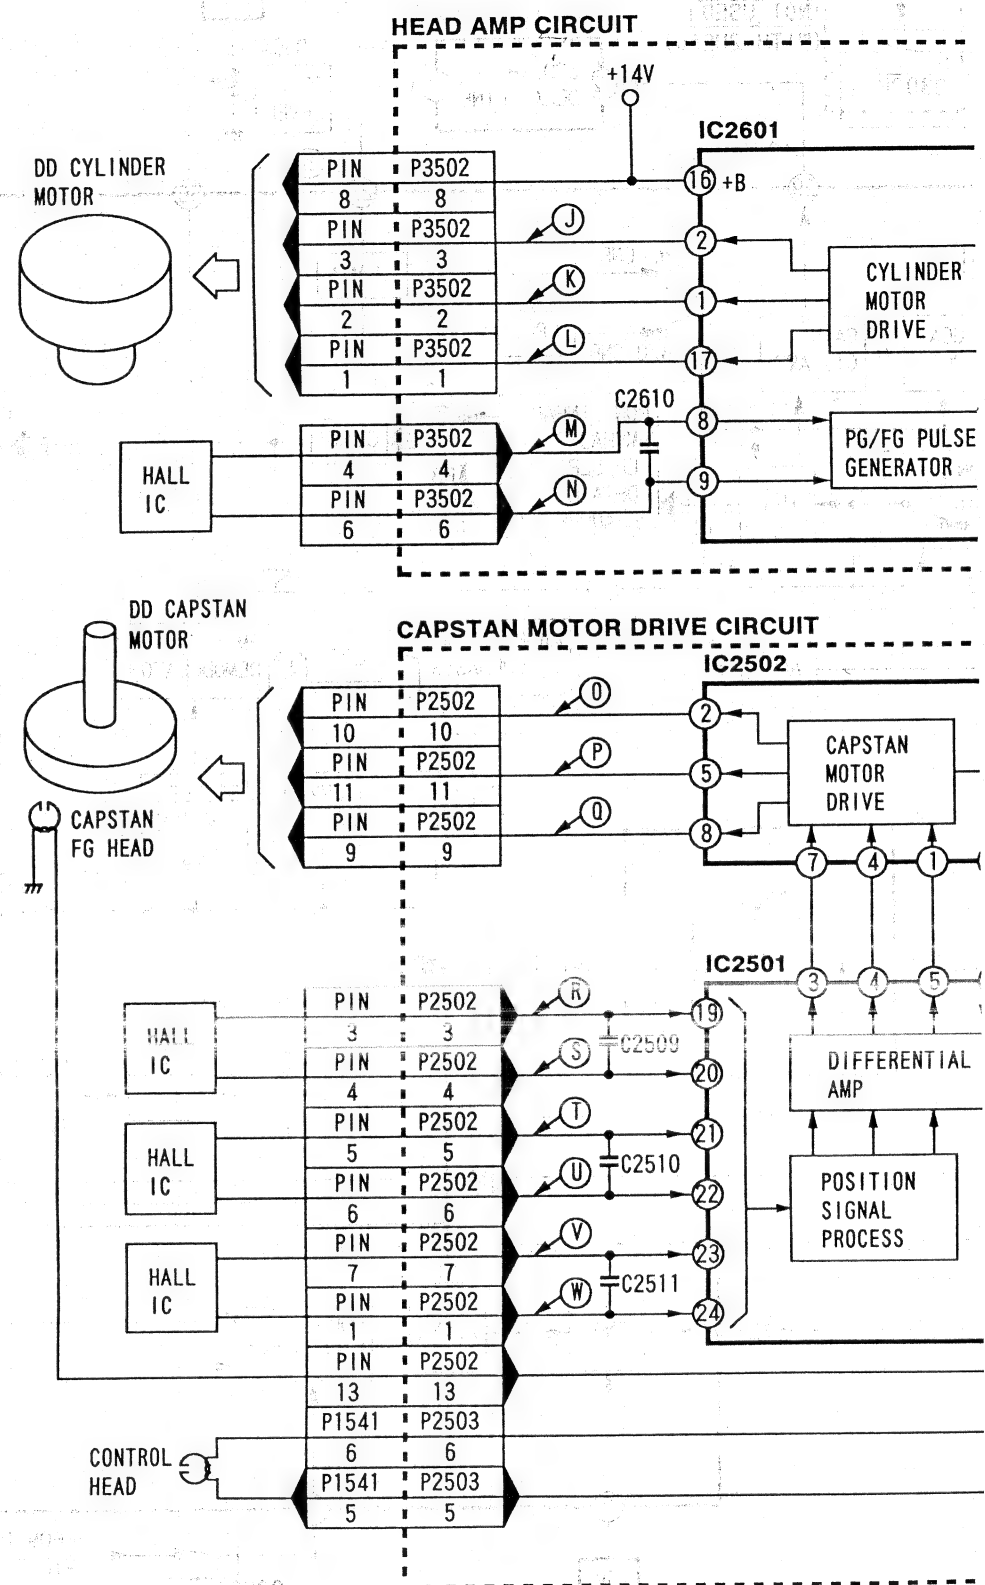 HEAD AMP CIRCUIT
+14V
IC2601
DD CYLINDER
MOTOR
PIN P3502
8 8
16 +B
PIN P3502
3 3
J
2
PIN P3502
2 2
K
1
PIN P3502
1 1
L
17
CYLINDER
MOTOR
DRIVE
C2610
HALL
IC
PIN P3502
4 4
M
8
PIN P3502
6 6
N
9
PG/FG PULSE
GENERATOR
DD CAPSTAN
MOTOR
CAPSTAN MOTOR DRIVE CIRCUIT
IC2502
PIN P2502
10 10
O
2
PIN P2502
11 11
P
5
PIN P2502
9 9
Q
8
CAPSTAN
MOTOR
DRIVE
7 4 1
CAPSTAN
FG HEAD
IC2501
3 4 5
HALL
IC
PIN P2502
3 3
R
19
C2509
PIN P2502
4 4
S
20
DIFFERENTIAL
AMP
HALL
IC
PIN P2502
5 5
T
21
C2510
PIN P2502
6 6
U
22
POSITION
SIGNAL
PROCESS
HALL
IC
PIN P2502
7 7
V
23
C2511
PIN P2502
1 1
W
24
PIN P2502
13 13
CONTROL
HEAD
P1541 P2503
6 6
P1541 P2503
5 5